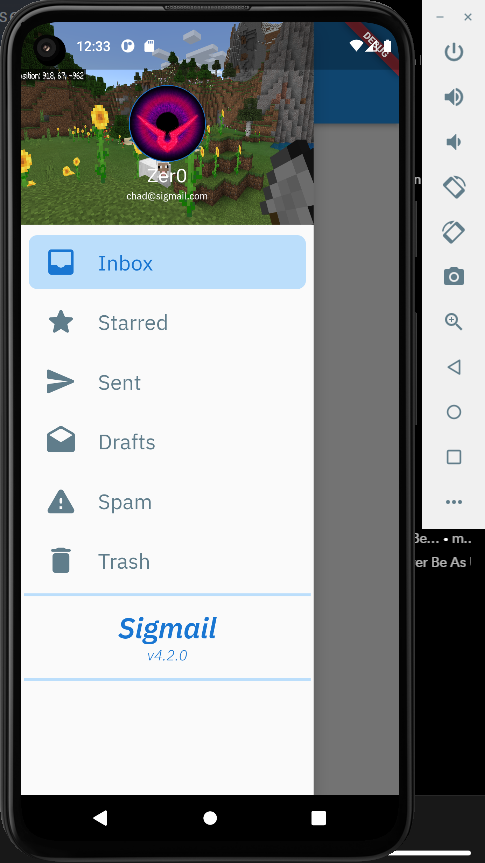 12:33
DEBUG
Position: 918, 67, -962
Zer0
chad@sigmail.com
Inbox
Starred
Sent
Drafts
Spam
Trash
Sigmail
v4.2.0
Be... • m...
er Be As